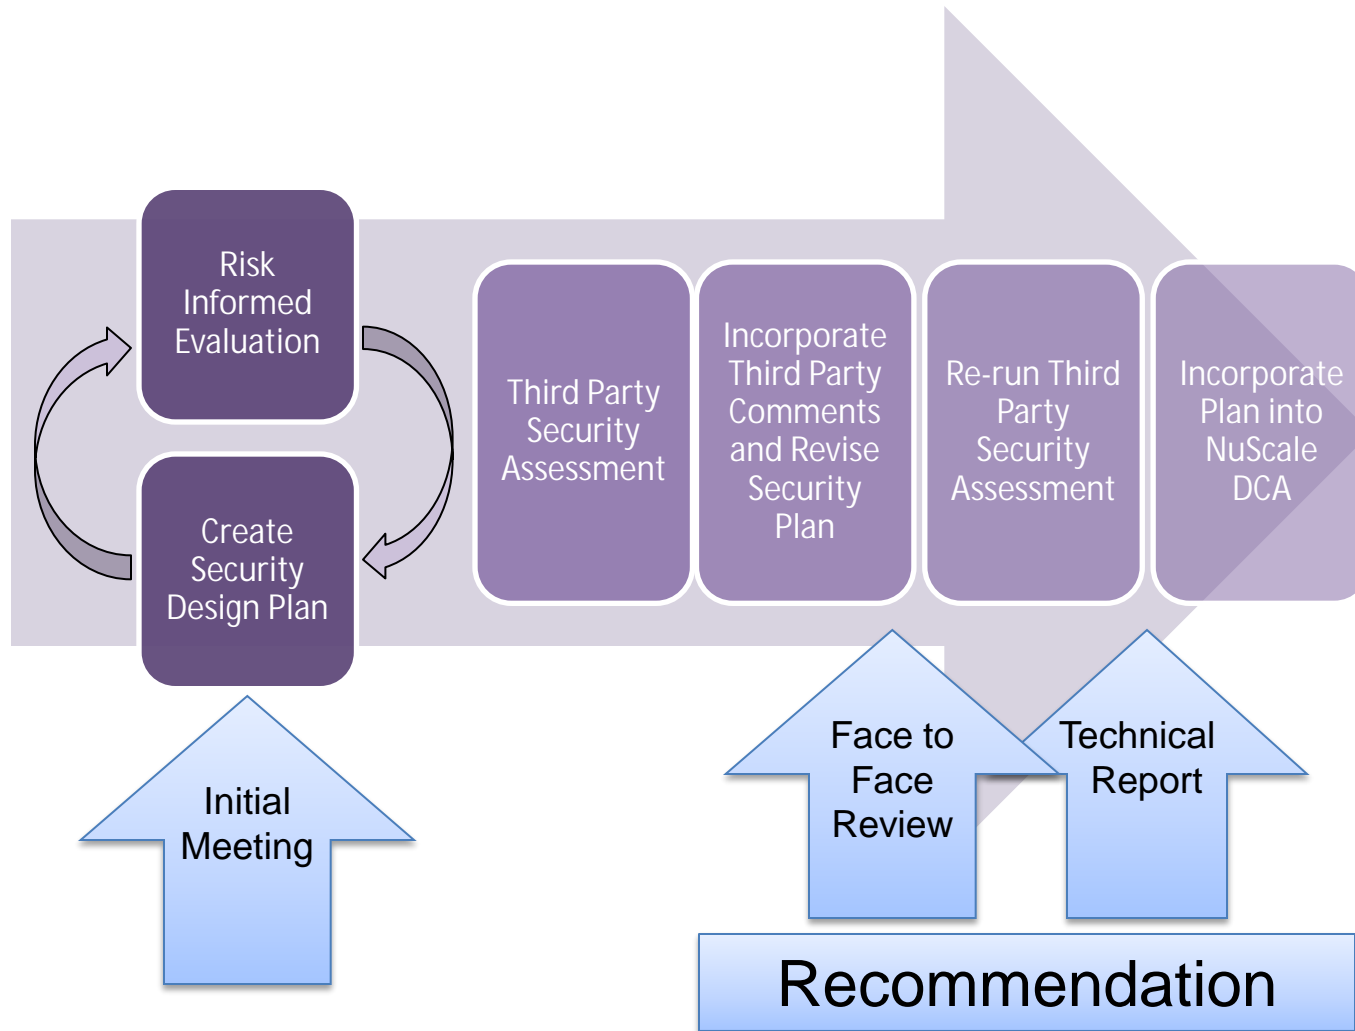 Risk
Informed
Evaluation
Create
Security
Design Plan
Third Party
Security
Assessment
Incorporate
Third Party
Comments
and Revise
Security
Plan
Re-run Third
Party
Security
Assessment
Incorporate
Plan into
NuScale
DCA
Initial
Meeting
Face to
Face
Review
Technical
Report
Recommendation